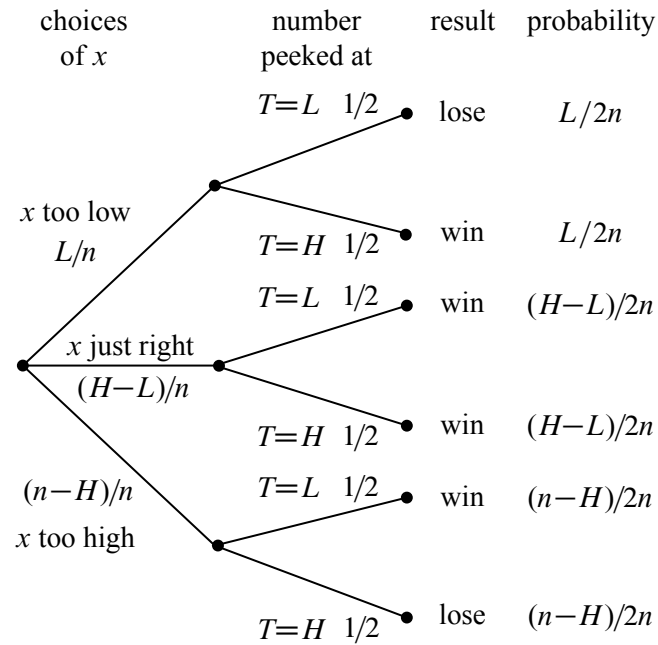 choices number result probability
of x peeked at
T=L 1/2 lose L/2n
x too low
L/n
T=H 1/2 win L/2n
T=L 1/2 win (H−L)/2n
x just right
(H−L)/n
T=H 1/2 win (H−L)/2n
(n−H)/n T=L 1/2 win (n−H)/2n
x too high
T=H 1/2 lose (n−H)/2n